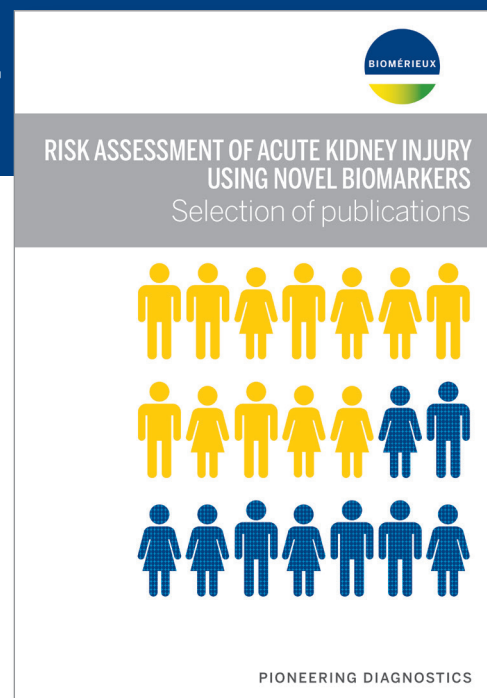 BIOMÉRIEUX
RISK ASSESSMENT OF ACUTE KIDNEY INJURY
USING NOVEL BIOMARKERS
Selection of publications
PIONEERING DIAGNOSTICS